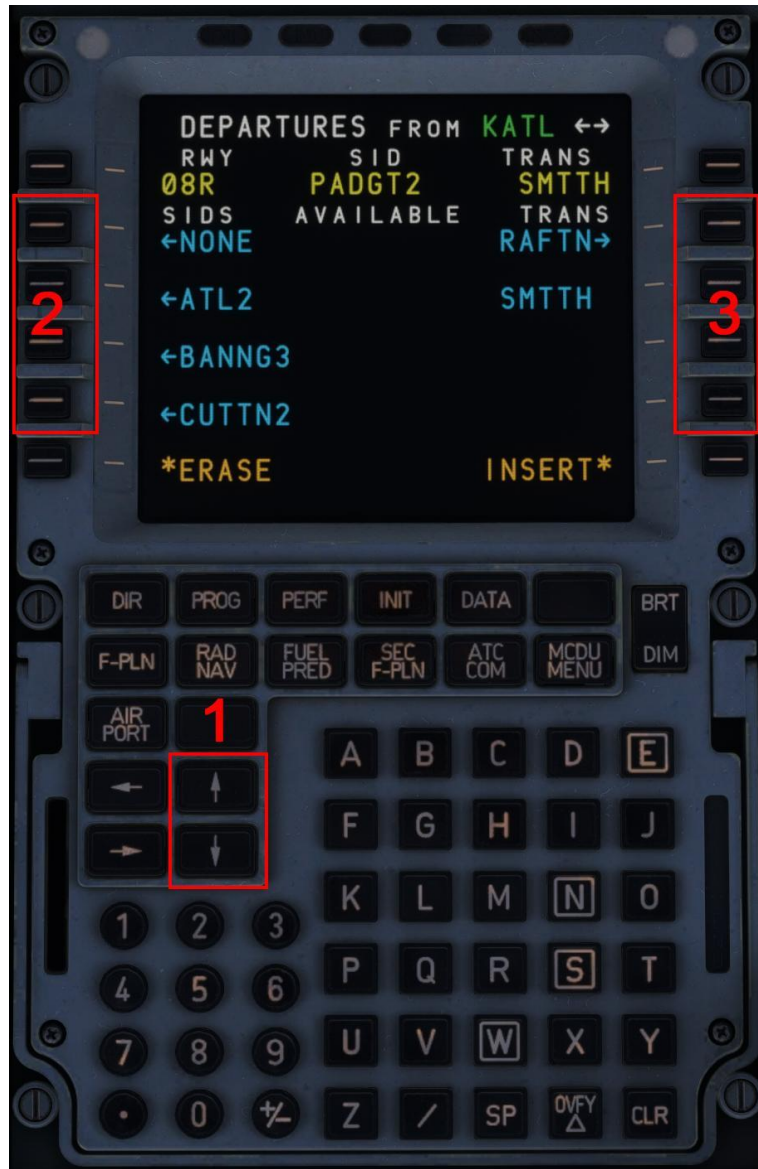 DEPARTURES FROM KATL ←→
RWY SID TRANS
08R PADGT2 SMTTH
SIDS AVAILABLE TRANS
←NONE RAFTN→
←ATL2 SMTTH
←BANNG3
←CUTTN2
*ERASE INSERT*
2
3
DIR PROG PERF INIT DATA
BRT
F-PLN RAD NAV FUEL PRED SEC F-PLN ATC COM MCDU MENU
DIM
AIR PORT
1
← ↑
→ ↓
A B C D E
F G H I J
K L M N O
P Q R S T
U V W X Y
Z / SP OVFY Δ CLR
1 2 3
4 5 6
7 8 9
. 0 +/-